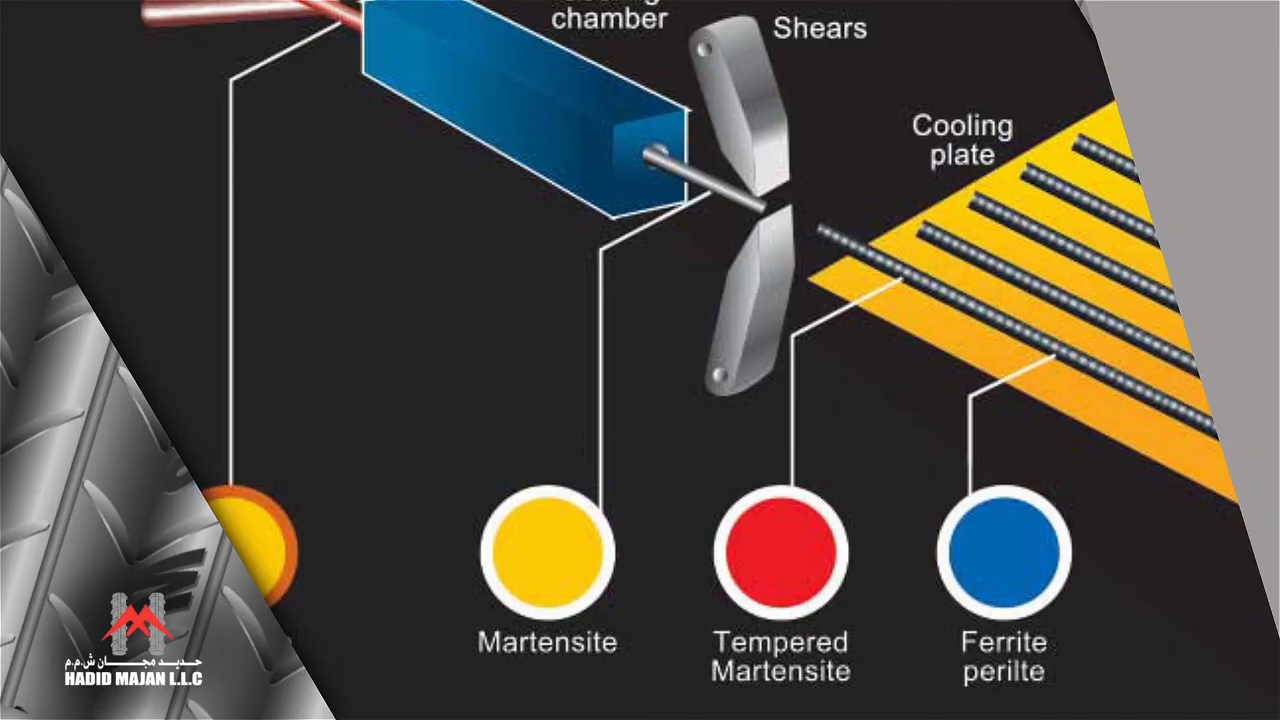 chamber
Shears
Cooling
plate
Martensite
Tempered
Martensite
Ferrite
perilte
حديد مجان ش.م.م
HADID MAJAN L.L.C